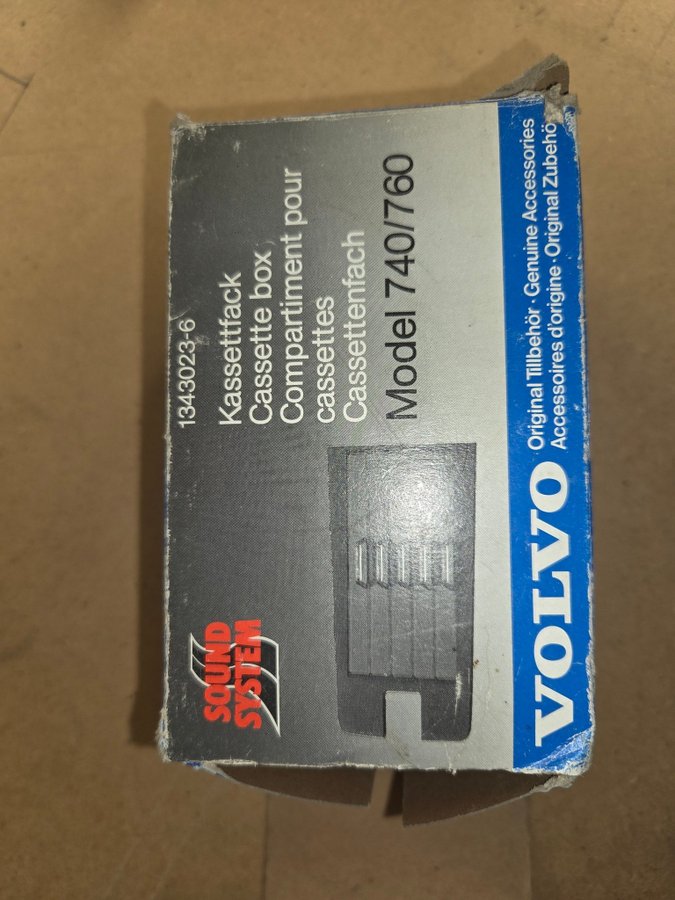 1343023-6
Kassettfack
Cassette box
Compartiment pour
cassettes
Cassettenfach
Model 740/760
SOUND
SYSTEM
VOLVO
Original Tillbehör · Genuine Accessories
Accessoires d'origine · Original Zubehö